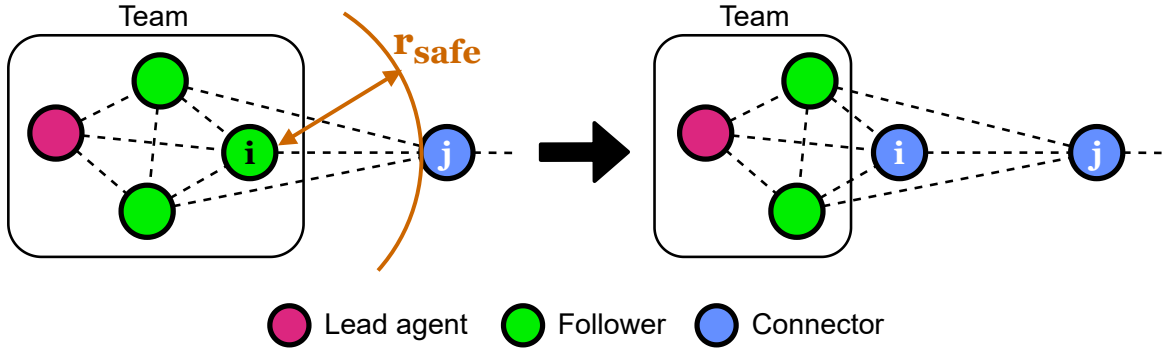 Team
r_safe
i
j
Team
i
j
Lead agent
Follower
Connector